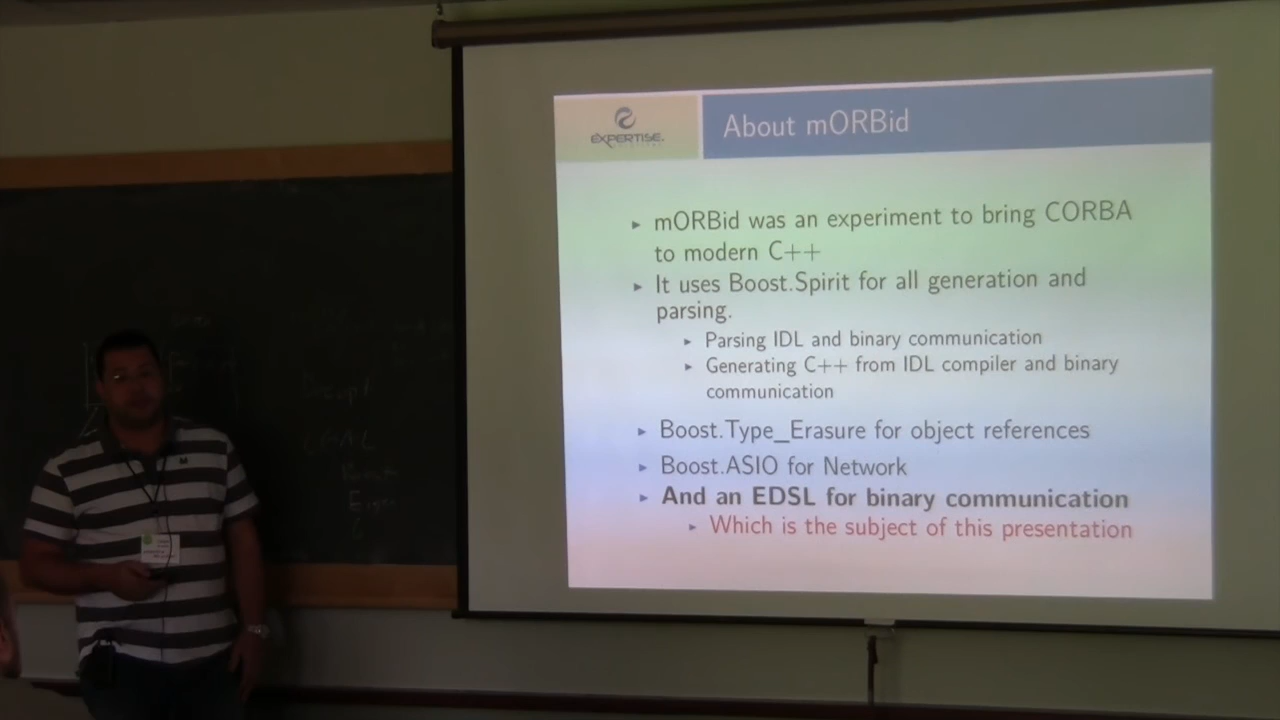 EXPERTISE
About mORBid
▸ mORBid was an experiment to bring CORBA
to modern C++
▸ It uses Boost.Spirit for all generation and
parsing.
▸ Parsing IDL and binary communication
▸ Generating C++ from IDL compiler and binary
communication
▸ Boost.Type_Erasure for object references
▸ Boost.ASIO for Network
▸ And an EDSL for binary communication
▸ Which is the subject of this presentation